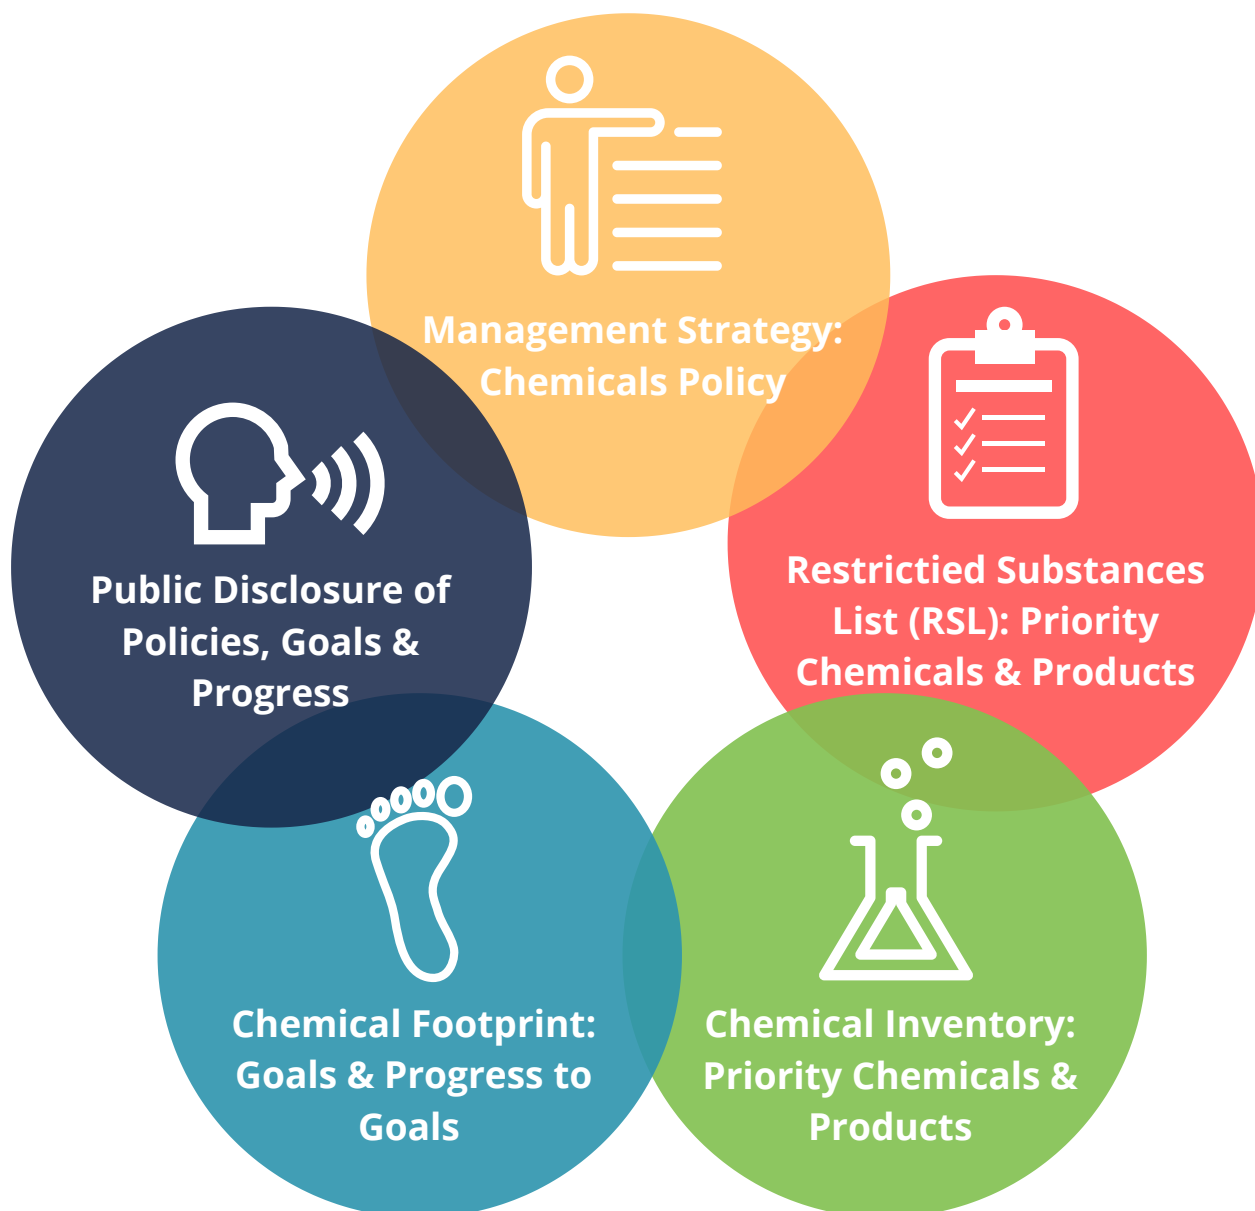 Management Strategy:
Chemicals Policy
Restrictied Substances
List (RSL): Priority
Chemicals & Products
Public Disclosure of
Policies, Goals &
Progress
Chemical Footprint:
Goals & Progress to
Goals
Chemical Inventory:
Priority Chemicals &
Products